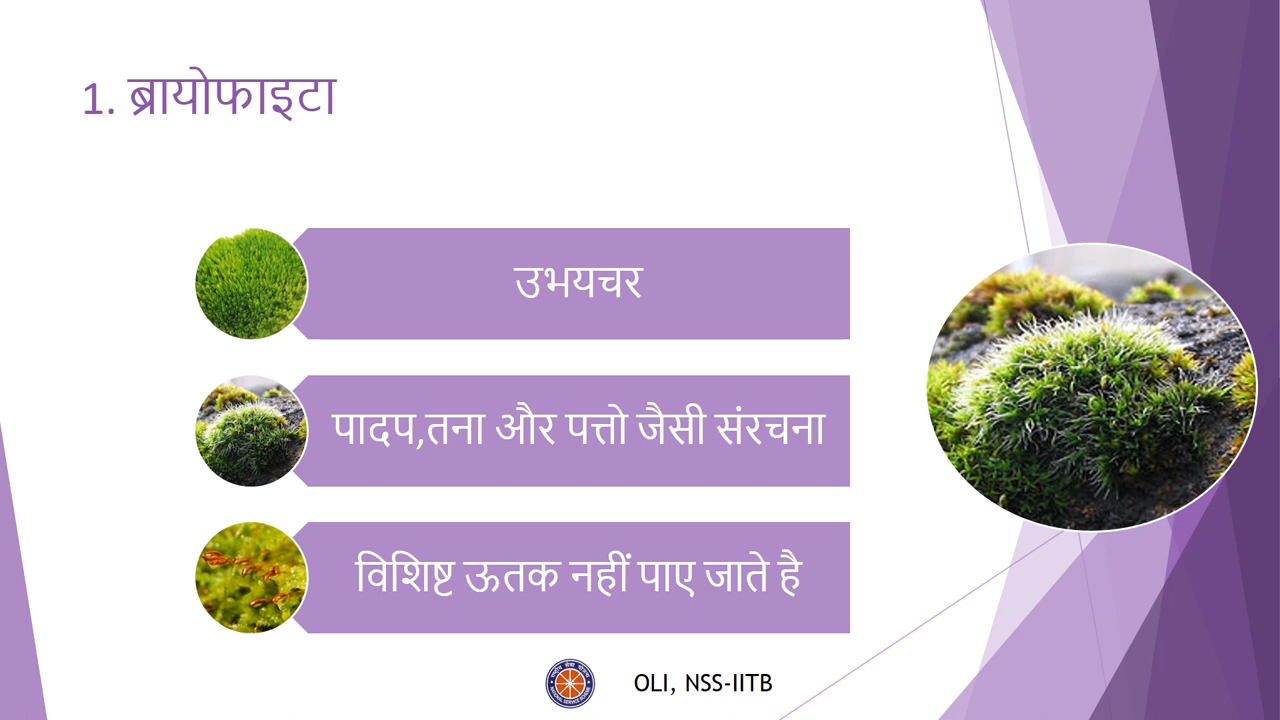 1. ब्रायोफाइटा
उभयचर
पादप,तना और पत्तो जैसी संरचना
विशिष्ट ऊतक नहीं पाए जाते है
OLI, NSS-IITB